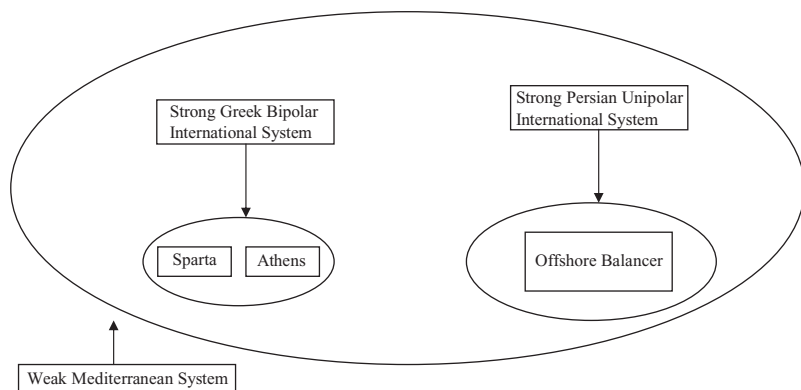 Strong Greek Bipolar
International System
Strong Persian Unipolar
International System
Sparta
Athens
Offshore Balancer
Weak Mediterranean System